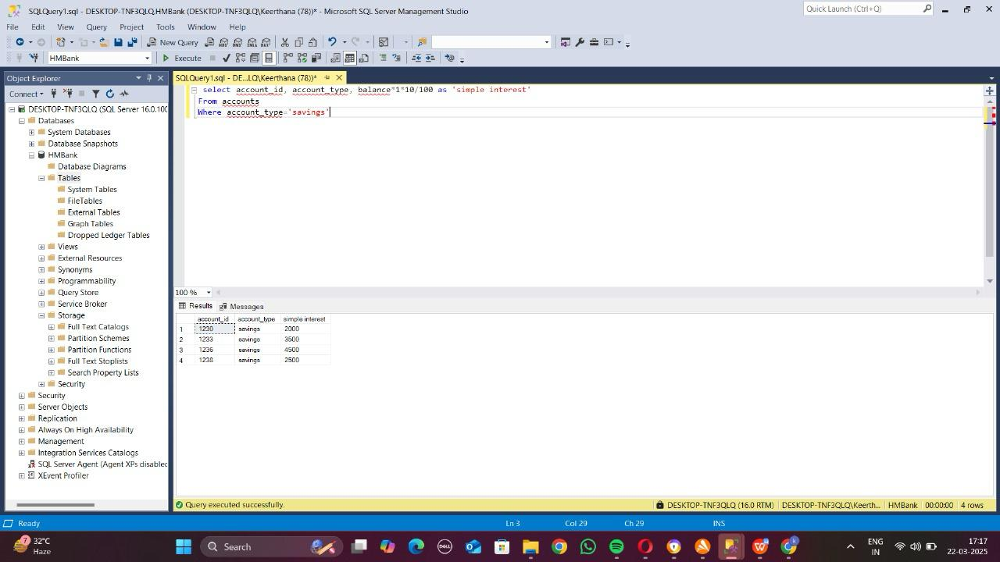 SQLQuery1.sql - DESKTOP-TNF3QLQ.HMBank (DESKTOP-TNF3QLQ\Keerthana (78))* - Microsoft SQL Server Management Studio
Quick Launch (Ctrl+Q)
File Edit View Query Project Tools Window Help
New Query
HMBank Execute
Object Explorer
SQLQuery1.sql - DE...LQ\Keerthana (78))*
Connect
select account_id, account_type, balance*1*10/100 as 'simple interest'
From accounts
Where account_type='savings'
DESKTOP-TNF3QLQ (SQL Server 16.0.100
Databases
System Databases
Database Snapshots
HMBank
Database Diagrams
Tables
System Tables
FileTables
External Tables
Graph Tables
Dropped Ledger Tables
Views
External Resources
Synonyms
Programmability
Query Store
Service Broker
Storage
Full Text Catalogs
Partition Schemes
Partition Functions
Full Text Stoplists
Search Property Lists
Security
Security
Server Objects
Replication
Always On High Availability
Management
Integration Services Catalogs
SQL Server Agent (Agent XPs disabled
XEvent Profiler
100 %
Results Messages
account_id account_type simple interest
1 1230 savings 2000
2 1233 savings 3500
3 1236 savings 4500
4 1238 savings 2500
Query executed successfully. DESKTOP-TNF3QLQ (16.0 RTM) DESKTOP-TNF3QLQ\Keerth... HMBank 00:00:00 4 rows
Ready Ln 3 Col 29 Ch 29 INS
7 32°C
Haze
Search
DELL
ENG
IN
17:17
22-03-2025